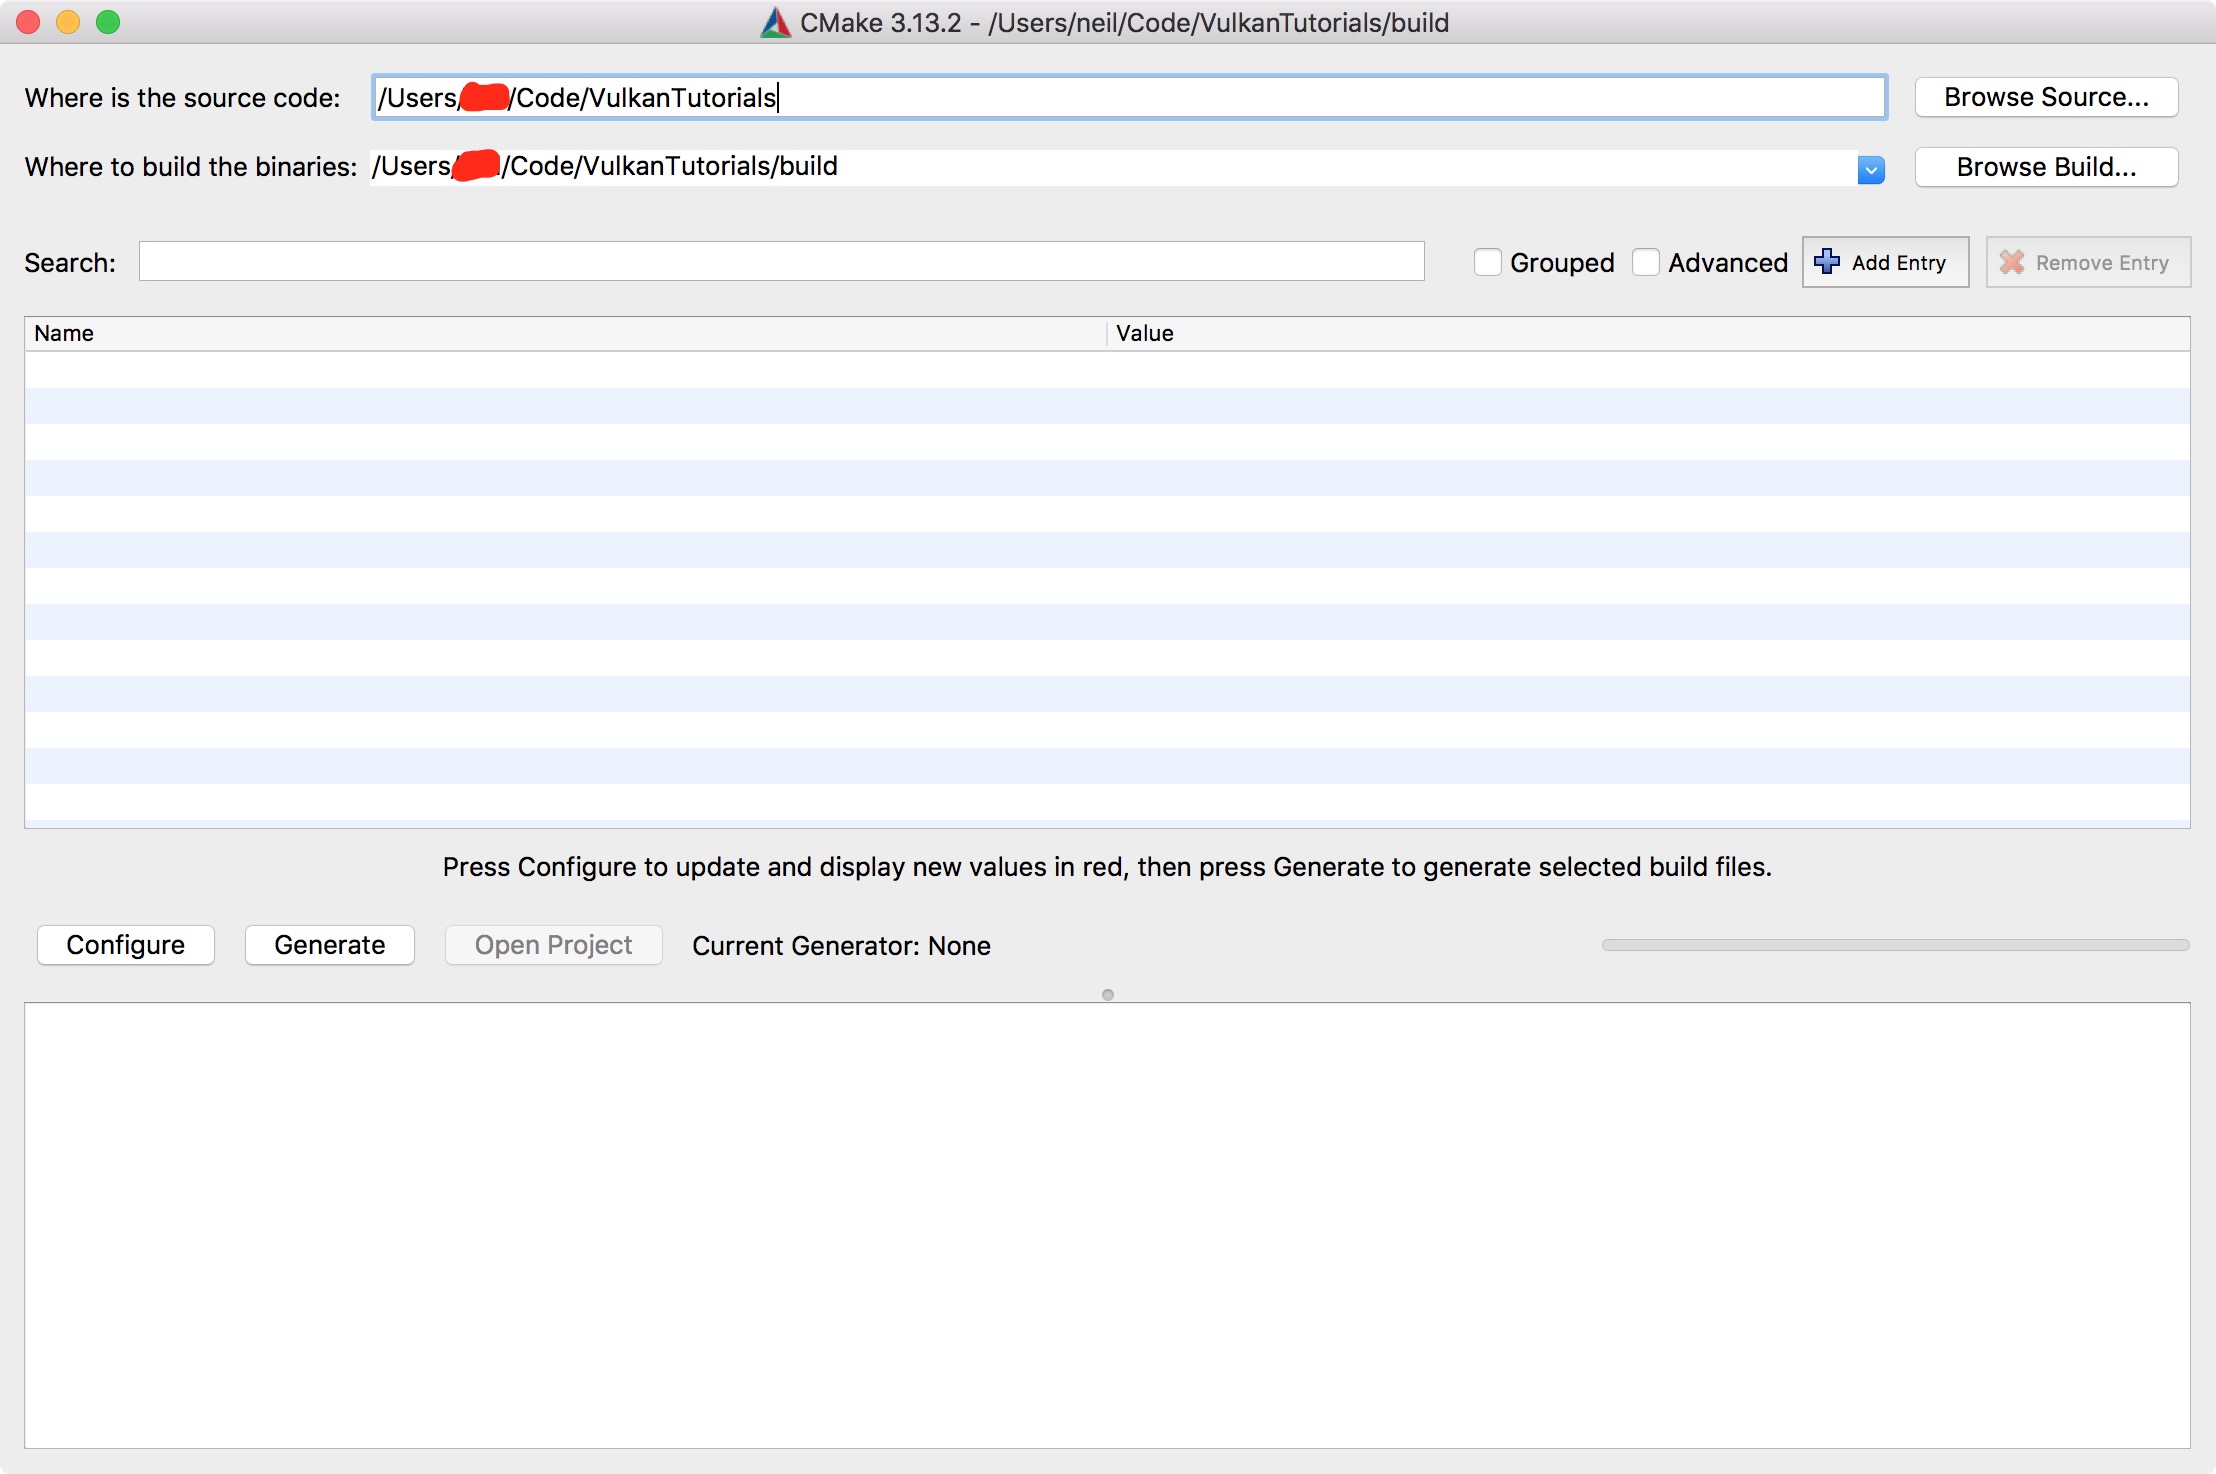 CMake 3.13.2 - /Users/neil/Code/VulkanTutorials/build
Where is the source code: /Users/ /Code/VulkanTutorials Browse Source...
Where to build the binaries: /Users/ /Code/VulkanTutorials/build Browse Build...
Search: Grouped Advanced Add Entry Remove Entry
Name Value
Press Configure to update and display new values in red, then press Generate to generate selected build files.
Configure Generate Open Project Current Generator: None